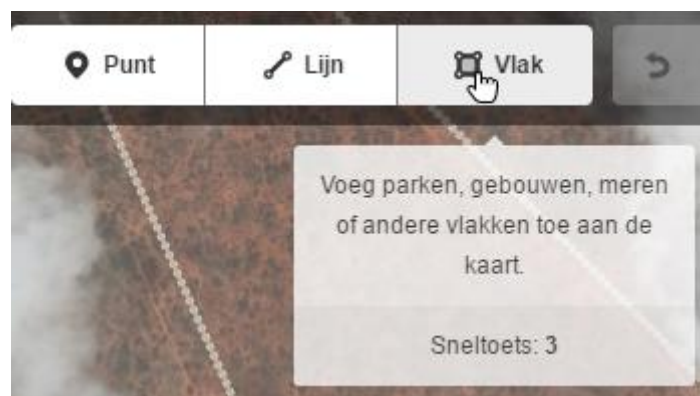 Punt Lijn Vlak
Voeg parken, gebouwen, meren
of andere vlakken toe aan de
kaart.
Sneltoets: 3